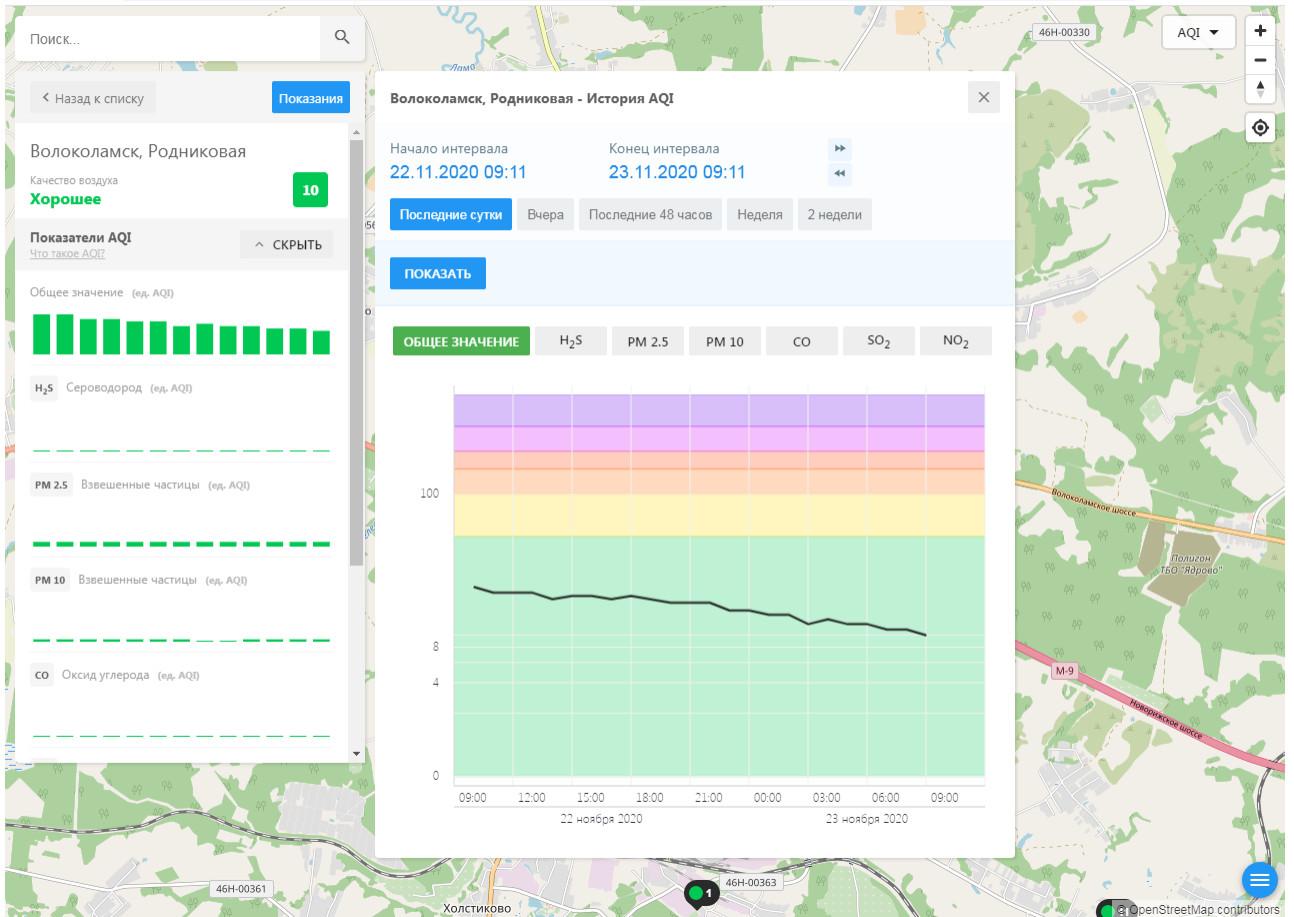 Поиск...
46Н-00330
AQI
Ламо
Назад к списку
Показания
Волоколамск, Родниковая - История AQI
Волоколамск, Родниковая
Качество воздуха
Хорошее
10
Начало интервала
Конец интервала
22.11.2020 09:11
23.11.2020 09:11
Последние сутки
Вчера
Последние 48 часов
Неделя
2 недели
Показатели AQI
Что такое AQI?
СКРЫТЬ
ПОКАЗАТЬ
Общее значение (ед. AQI)
ОБЩЕЕ ЗНАЧЕНИЕ
H2S
PM 2.5
PM 10
CO
SO2
NO2
H2S Сероводород (ед. AQI)
PM 2.5 Взвешенные частицы (ед. AQI)
PM 10 Взвешенные частицы (ед. AQI)
CO Оксид углерода (ед. AQI)
100
8
4
0
09:00 12:00 15:00 18:00 21:00 00:00 03:00 06:00 09:00
22 ноября 2020
23 ноября 2020
Волоколамское шоссе
Полигон
ТБО "Ядрово"
М-9
Новорижское шоссе
46Н-00361
46Н-00363
1
Холстиково
© OpenStreetMap contributors